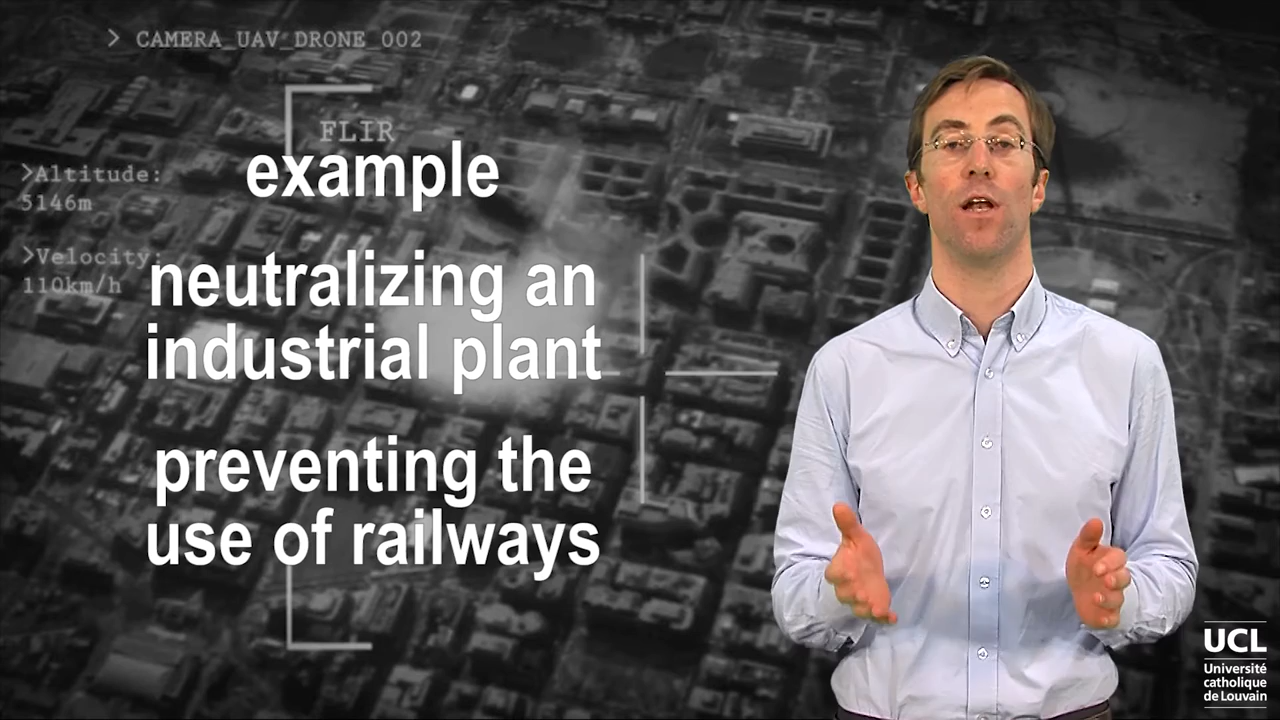 > CAMERA_UAV_DRONE_002
FLIR
>Altitude:
5146m
>Velocity:
110km/h
example
neutralizing an
industrial plant
preventing the
use of railways
UCL
Université
catholique
de Louvain